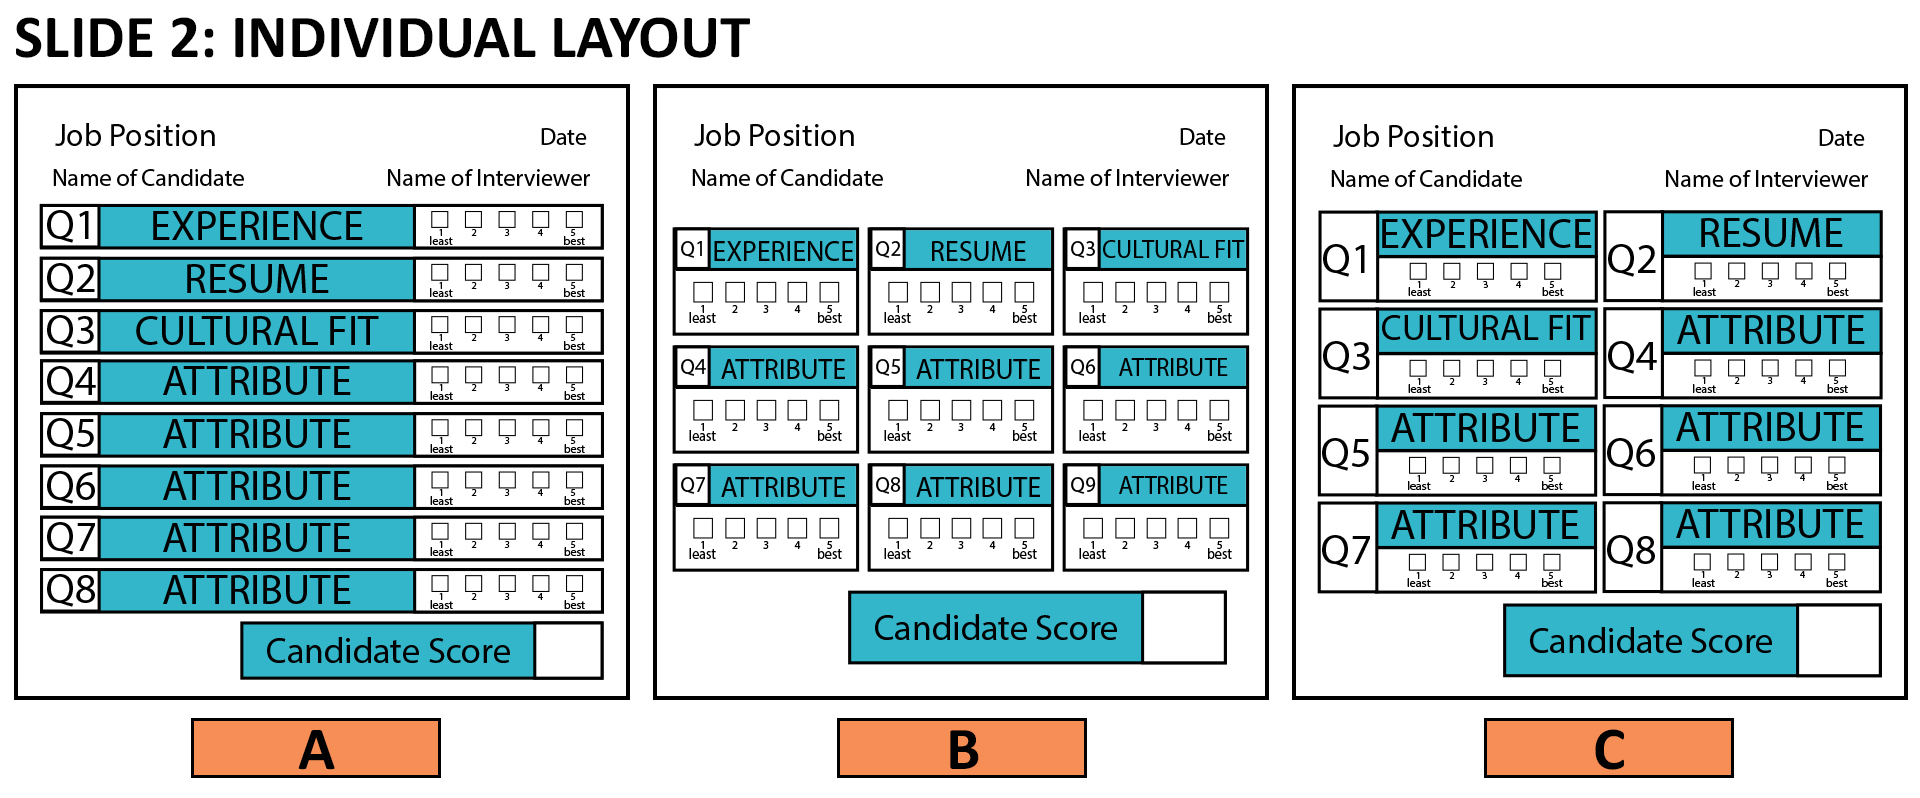 SLIDE 2: INDIVIDUAL LAYOUT
Job Position Date
Name of Candidate Name of Interviewer
Q1 EXPERIENCE 1 2 3 4 5
least best
Q2 RESUME 1 2 3 4 5
least best
Q3 CULTURAL FIT 1 2 3 4 5
least best
Q4 ATTRIBUTE 1 2 3 4 5
least best
Q5 ATTRIBUTE 1 2 3 4 5
least best
Q6 ATTRIBUTE 1 2 3 4 5
least best
Q7 ATTRIBUTE 1 2 3 4 5
least best
Q8 ATTRIBUTE 1 2 3 4 5
least best
Candidate Score
A
Job Position Date
Name of Candidate Name of Interviewer
Q1 EXPERIENCE Q2 RESUME Q3 CULTURAL FIT
1 2 3 4 5 1 2 3 4 5 1 2 3 4 5
least best least best least best
Q4 ATTRIBUTE Q5 ATTRIBUTE Q6 ATTRIBUTE
1 2 3 4 5 1 2 3 4 5 1 2 3 4 5
least best least best least best
Q7 ATTRIBUTE Q8 ATTRIBUTE Q9 ATTRIBUTE
1 2 3 4 5 1 2 3 4 5 1 2 3 4 5
least best least best least best
Candidate Score
B
Job Position Date
Name of Candidate Name of Interviewer
Q1 EXPERIENCE Q2 RESUME
1 2 3 4 5 1 2 3 4 5
least best least best
Q3 CULTURAL FIT Q4 ATTRIBUTE
1 2 3 4 5 1 2 3 4 5
least best least best
Q5 ATTRIBUTE Q6 ATTRIBUTE
1 2 3 4 5 1 2 3 4 5
least best least best
Q7 ATTRIBUTE Q8 ATTRIBUTE
1 2 3 4 5 1 2 3 4 5
least best least best
Candidate Score
C